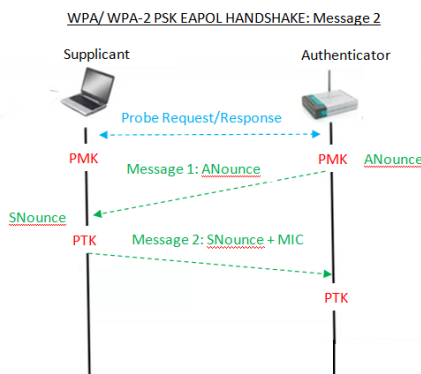 WPA/ WPA-2 PSK EAPOL HANDSHAKE: Message 2
Supplicant
Authenticator
Probe Request/Response
PMK
PMK ANounce
Message 1: ANounce
SNounce
PTK
Message 2: SNounce + MIC
PTK